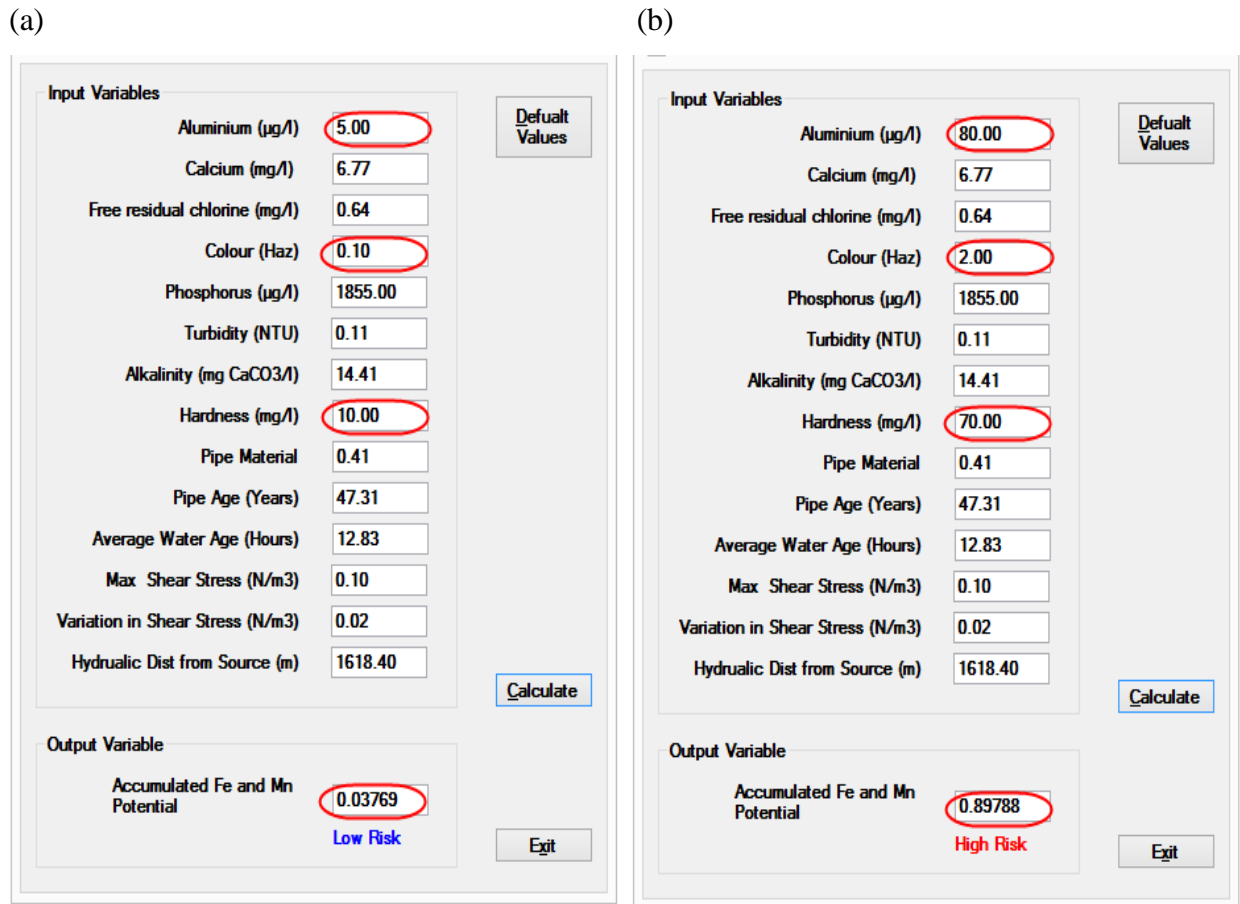 (a)
Input Variables
Aluminium (µg/l) 5.00
Defualt
Values
Calcium (mg/l) 6.77
Free residual chlorine (mg/l) 0.64
Colour (Haz) 0.10
Phosphorus (µg/l) 1855.00
Turbidity (NTU) 0.11
Alkalinity (mg CaCO3/l) 14.41
Hardness (mg/l) 10.00
Pipe Material 0.41
Pipe Age (Years) 47.31
Average Water Age (Hours) 12.83
Max Shear Stress (N/m3) 0.10
Variation in Shear Stress (N/m3) 0.02
Hydrualic Dist from Source (m) 1618.40
Calculate
Output Variable
Accumulated Fe and Mn
Potential 0.03769
Low Risk
Exit
(b)
Input Variables
Aluminium (µg/l) 80.00
Defualt
Values
Calcium (mg/l) 6.77
Free residual chlorine (mg/l) 0.64
Colour (Haz) 2.00
Phosphorus (µg/l) 1855.00
Turbidity (NTU) 0.11
Alkalinity (mg CaCO3/l) 14.41
Hardness (mg/l) 70.00
Pipe Material 0.41
Pipe Age (Years) 47.31
Average Water Age (Hours) 12.83
Max Shear Stress (N/m3) 0.10
Variation in Shear Stress (N/m3) 0.02
Hydrualic Dist from Source (m) 1618.40
Calculate
Output Variable
Accumulated Fe and Mn
Potential 0.89788
High Risk
Exit